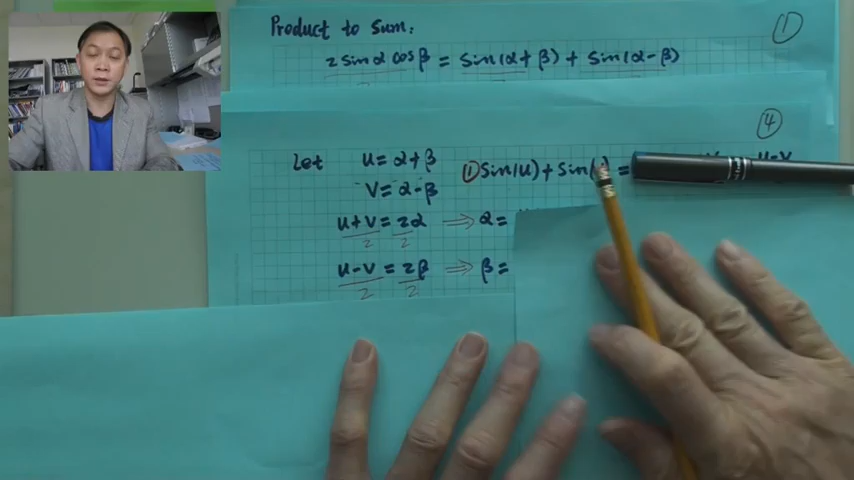 Product to Sum: ①
2 Sin α cos β = Sin(α + β) + Sin(α - β)
④
Let u = α + β ① Sin(u) + Sin( =
V = α - β
u + v = 2α ⟹ α =
2 2
u - v = 2β ⟹ β =
2 2